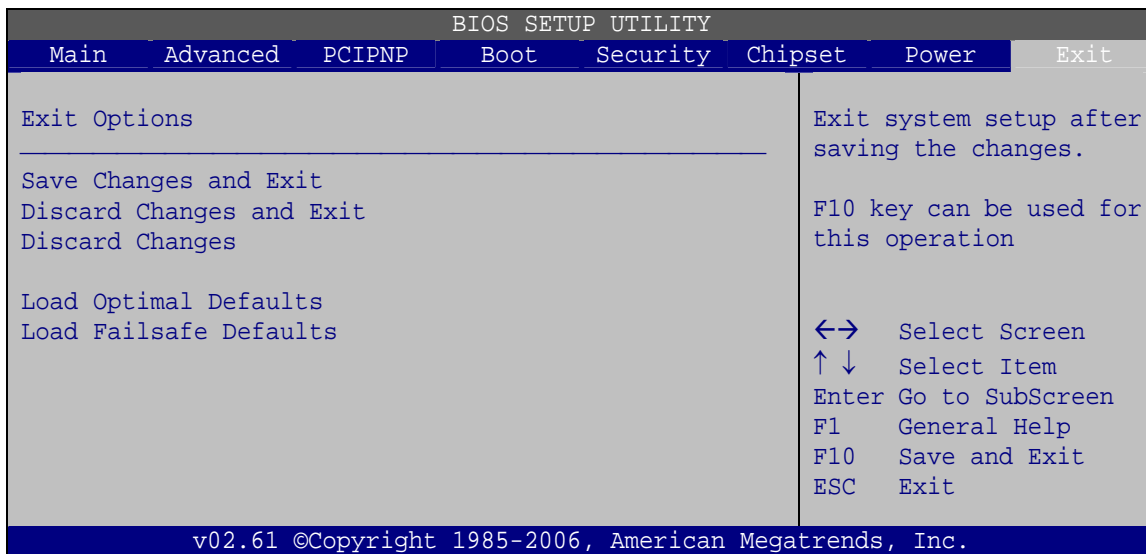 BIOS SETUP UTILITY
Main Advanced PCIPNP Boot Security Chipset Power Exit
Exit Options
Save Changes and Exit
Discard Changes and Exit
Discard Changes
Load Optimal Defaults
Load Failsafe Defaults
Exit system setup after
saving the changes.
F10 key can be used for
this operation
←→ Select Screen
↑ ↓ Select Item
Enter Go to SubScreen
F1 General Help
F10 Save and Exit
ESC Exit
v02.61 ©Copyright 1985-2006, American Megatrends, Inc.